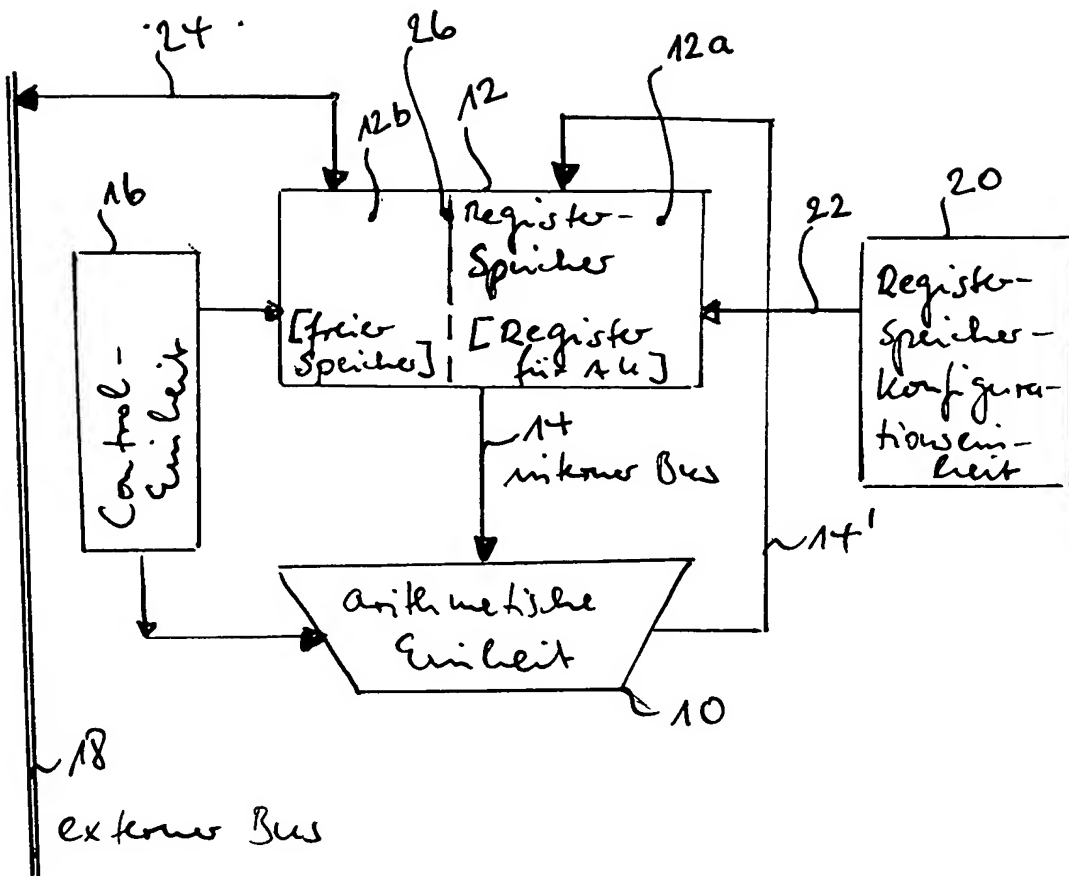 24
26
12a
12
12b
16
20
22
Register-
Speicher
[freier
Speicher]
[Register
für AU]
Control-
Einheit
Register-
Speicher-
Konfigura-
tionsein-
heit
14
interner Bus
14'
arithmetische
Einheit
10
18
externer Bus